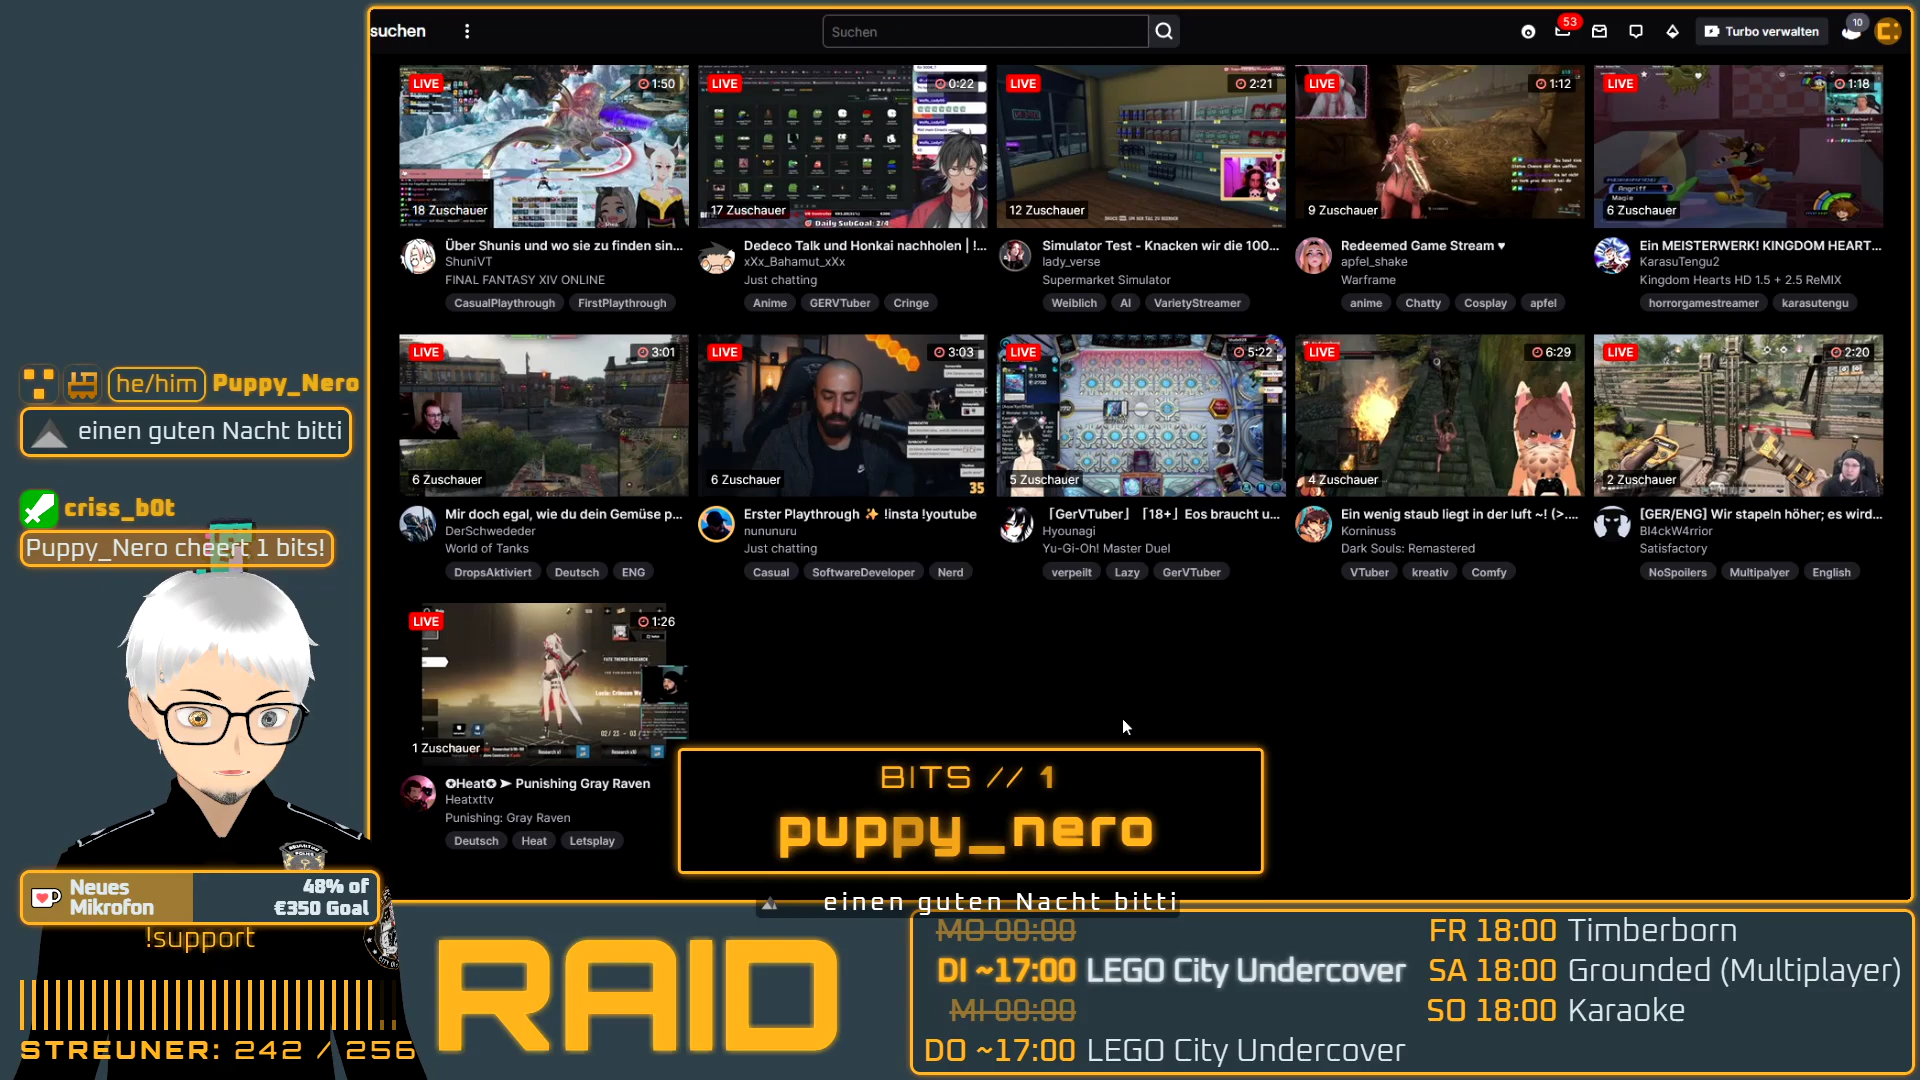 suchen
Suchen
53
Turbo verwalten
10
LIVE
1:50
18 Zuschauer
Über Shunis und wo sie zu finden sin...
ShuniVT
FINAL FANTASY XIV ONLINE
CasualPlaythrough
FirstPlaythrough
LIVE
0:22
Daily SubGoal: 2/4
17 Zuschauer
Dedeco Talk und Honkai nachholen | !...
xXx_Bahamut_xXx
Just chatting
Anime
GERVTuber
Cringe
LIVE
2:21
12 Zuschauer
Simulator Test - Knacken wir die 100...
lady_verse
Supermarket Simulator
Weiblich
AI
VarietyStreamer
LIVE
1:12
9 Zuschauer
Redeemed Game Stream ♥
apfel_shake
Warframe
anime
Chatty
Cosplay
apfel
LIVE
1:18
Angriff
Magie
6 Zuschauer
Ein MEISTERWERK! KINGDOM HEART...
KarasuTengu2
Kingdom Hearts HD 1.5 + 2.5 ReMIX
horrorgamestreamer
karasutengu
LIVE
3:01
6 Zuschauer
Mir doch egal, wie du dein Gemüse p...
DerSchwededer
World of Tanks
DropsAktiviert
Deutsch
ENG
LIVE
3:03
35
6 Zuschauer
Erster Playthrough ✨ !insta !youtube
nununuru
Just chatting
Casual
SoftwareDeveloper
Nerd
LIVE
5:22
5 Zuschauer
「GerVTuber」「18+」Eos braucht u...
Hyounagi
Yu-Gi-Oh! Master Duel
verpeilt
Lazy
GerVTuber
LIVE
6:29
4 Zuschauer
Ein wenig staub liegt in der luft ~! (>....
Korninuss
Dark Souls: Remastered
VTuber
kreativ
Comfy
LIVE
2:20
2 Zuschauer
[GER/ENG] Wir stapeln höher; es wird...
Bl4ckW4rrior
Satisfactory
NoSpoilers
Multipalyer
English
LIVE
1:26
1 Zuschauer
✪Heat✪ ➤ Punishing Gray Raven
Heatxttv
Punishing: Gray Raven
Deutsch
Heat
Letsplay
he/him Puppy_Nero
einen guten Nacht bitti
criss_b0t
Puppy_Nero cheert 1 bits!
BITS // 1
puppy_nero
einen guten Nacht bitti
Neues
Mikrofon
48% of
€350 Goal
!support
STREUNER: 242 / 256
RAID
MO 00:00
DI ~17:00 LEGO City Undercover
MI 00:00
DO ~17:00 LEGO City Undercover
FR 18:00 Timberborn
SA 18:00 Grounded (Multiplayer)
SO 18:00 Karaoke